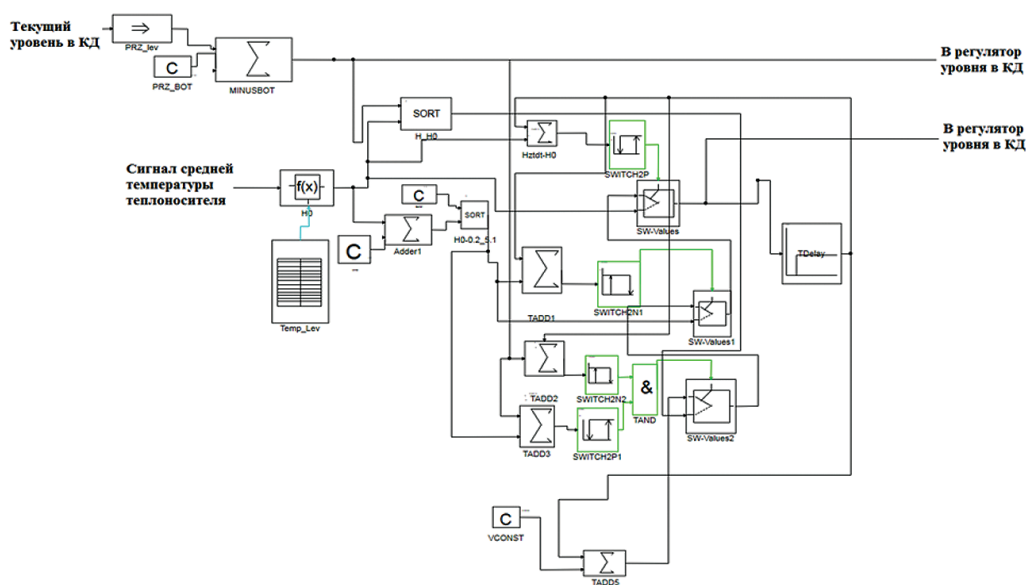 Текущий
уровень в КД
PRZ_lev
C
PRZ_BOT
MINUSBOT
В регулятор
уровня в КД
SORT
H_H0
Hztdt-H0
SWITCH2P
В регулятор
уровня в КД
Сигнал средней
температуры
теплоносителя
f(x)
H0
C
SORT
H0-0.2_5.1
C
Adder1
SW-Values
TDelay
Temp_Lev
TADD1
SWITCH2N1
SW-Values1
TADD2
SWITCH2N2
&
TAND
SW-Values2
TADD3
SWITCH2P1
C
VCONST
TADD5